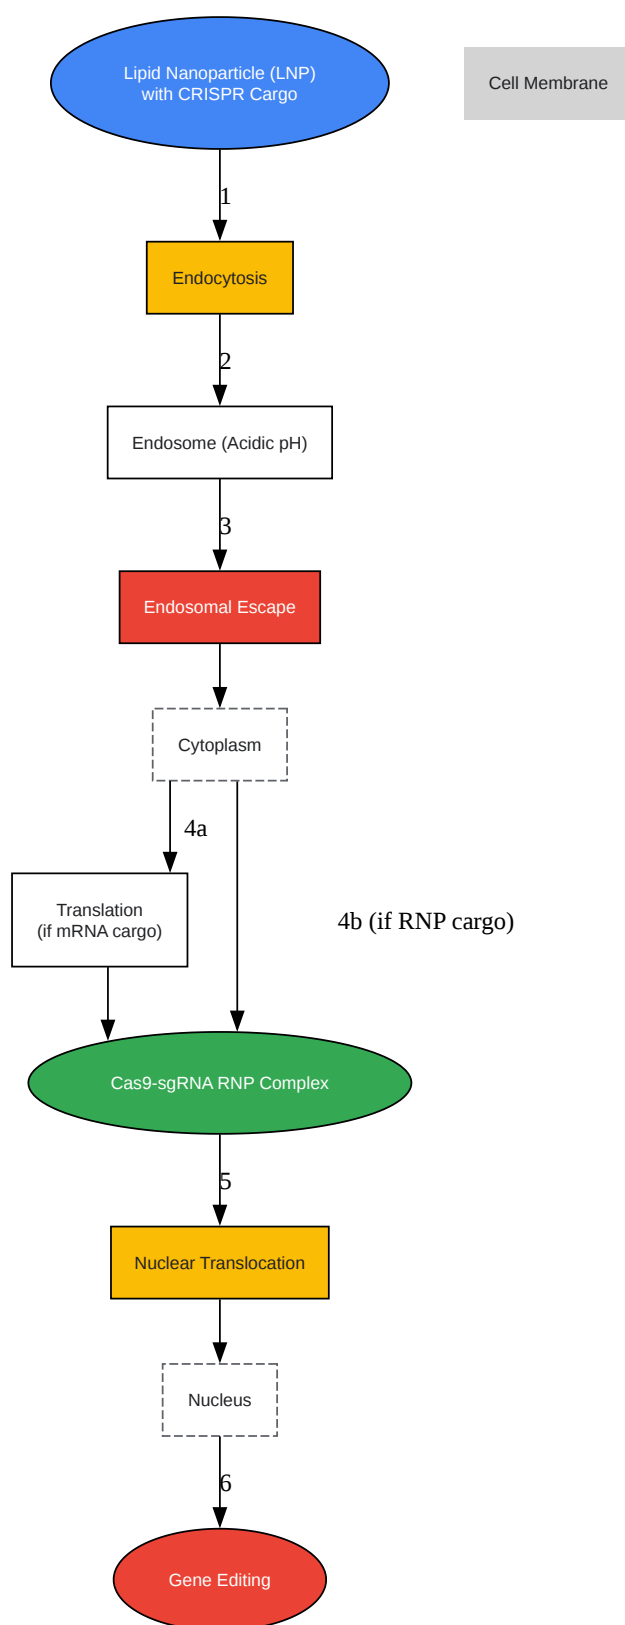 Lipid Nanoparticle (LNP)
with CRISPR Cargo
Cell Membrane
1
Endocytosis
2
Endosome (Acidic pH)
3
Endosomal Escape
Cytoplasm
4a
Translation
(if mRNA cargo)
4b (if RNP cargo)
Cas9-sgRNA RNP Complex
5
Nuclear Translocation
Nucleus
6
Gene Editing